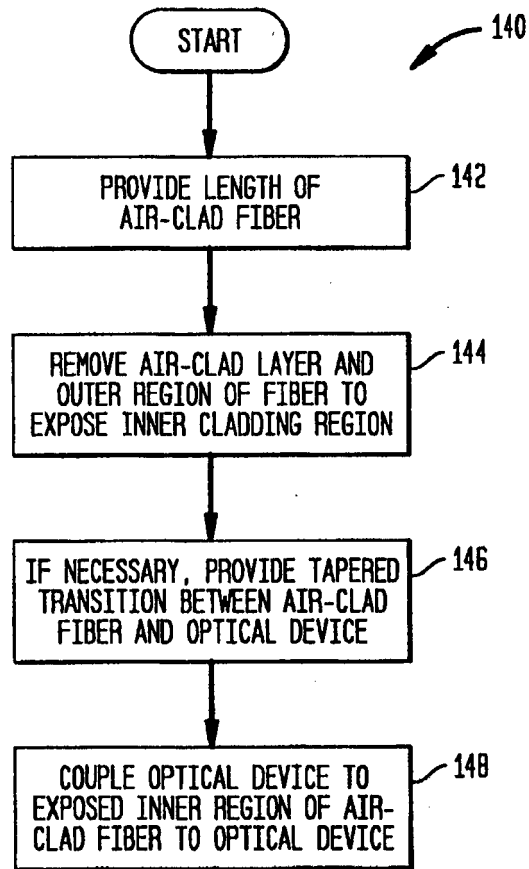 START
140
PROVIDE LENGTH OF
AIR-CLAD FIBER
142
REMOVE AIR-CLAD LAYER AND
OUTER REGION OF FIBER TO
EXPOSE INNER CLADDING REGION
144
IF NECESSARY, PROVIDE TAPERED
TRANSITION BETWEEN AIR-CLAD
FIBER AND OPTICAL DEVICE
146
COUPLE OPTICAL DEVICE TO
EXPOSED INNER REGION OF AIR-
CLAD FIBER TO OPTICAL DEVICE
148